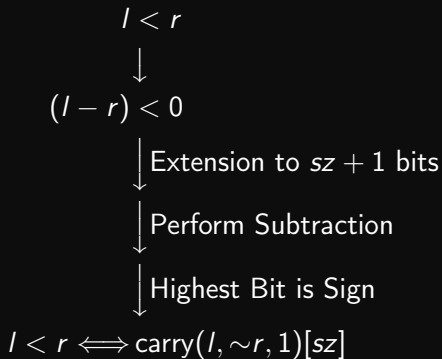 l < r
(l − r) < 0
Extension to sz + 1 bits
Perform Subtraction
Highest Bit is Sign
l < r ⟺ carry(l, ∼r, 1)[sz]